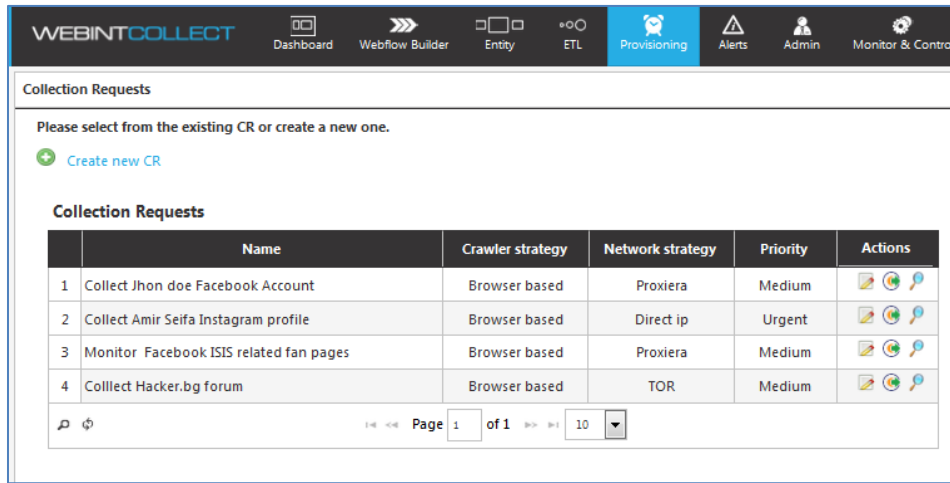 WEBINTCOLLECT
Dashboard
Webflow Builder
Entity
ETL
Provisioning
Alerts
Admin
Monitor & Contro
Collection Requests
Please select from the existing CR or create a new one.
Create new CR
Collection Requests
Name Crawler strategy Network strategy Priority Actions
1 Collect Jhon doe Facebook Account Browser based Proxiera Medium
2 Collect Amir Seifa Instagram profile Browser based Direct ip Urgent
3 Monitor Facebook ISIS related fan pages Browser based Proxiera Medium
4 Colllect Hacker.bg forum Browser based TOR Medium
Page 1 of 1 10